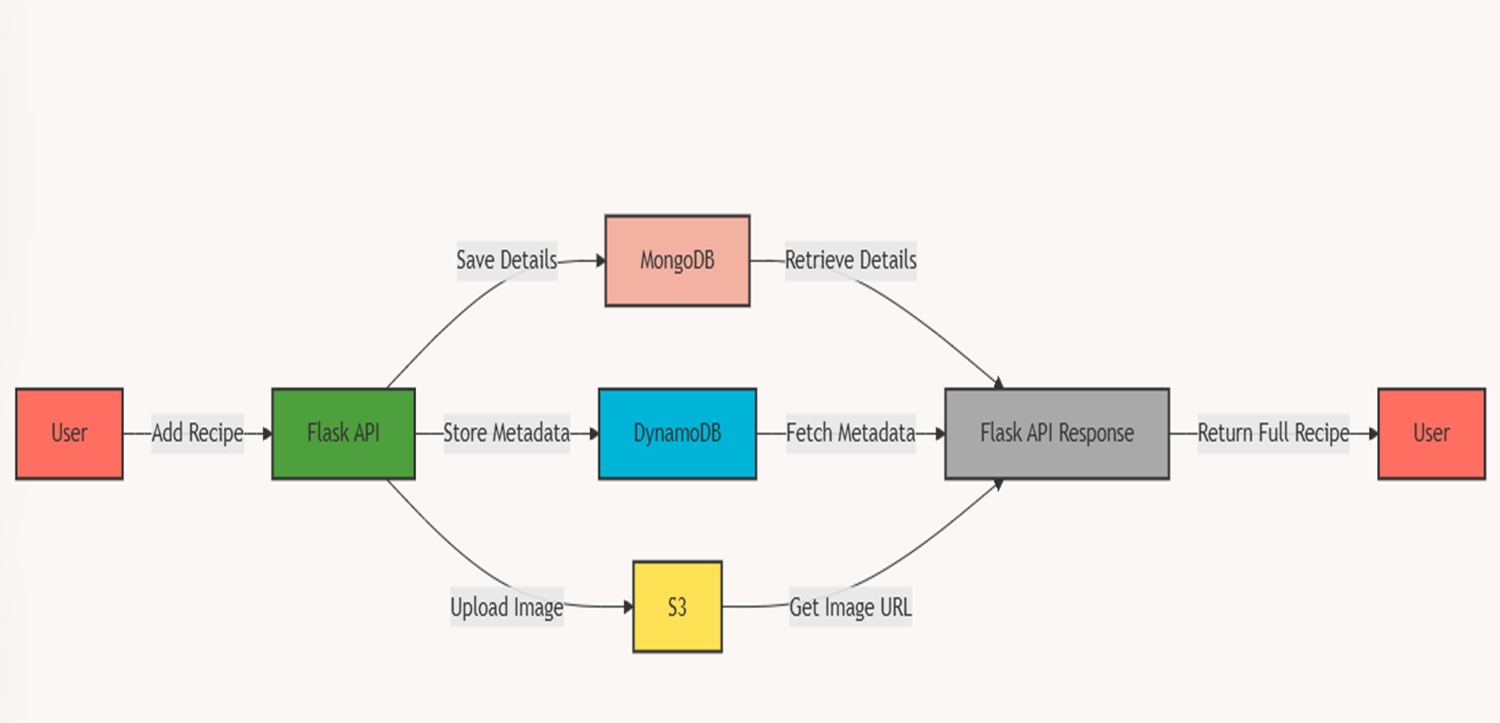 Save Details
MongoDB
Retrieve Details
User
Add Recipe
Flask API
Store Metadata
DynamoDB
Fetch Metadata
Flask API Response
Return Full Recipe
User
Upload Image
S3
Get Image URL